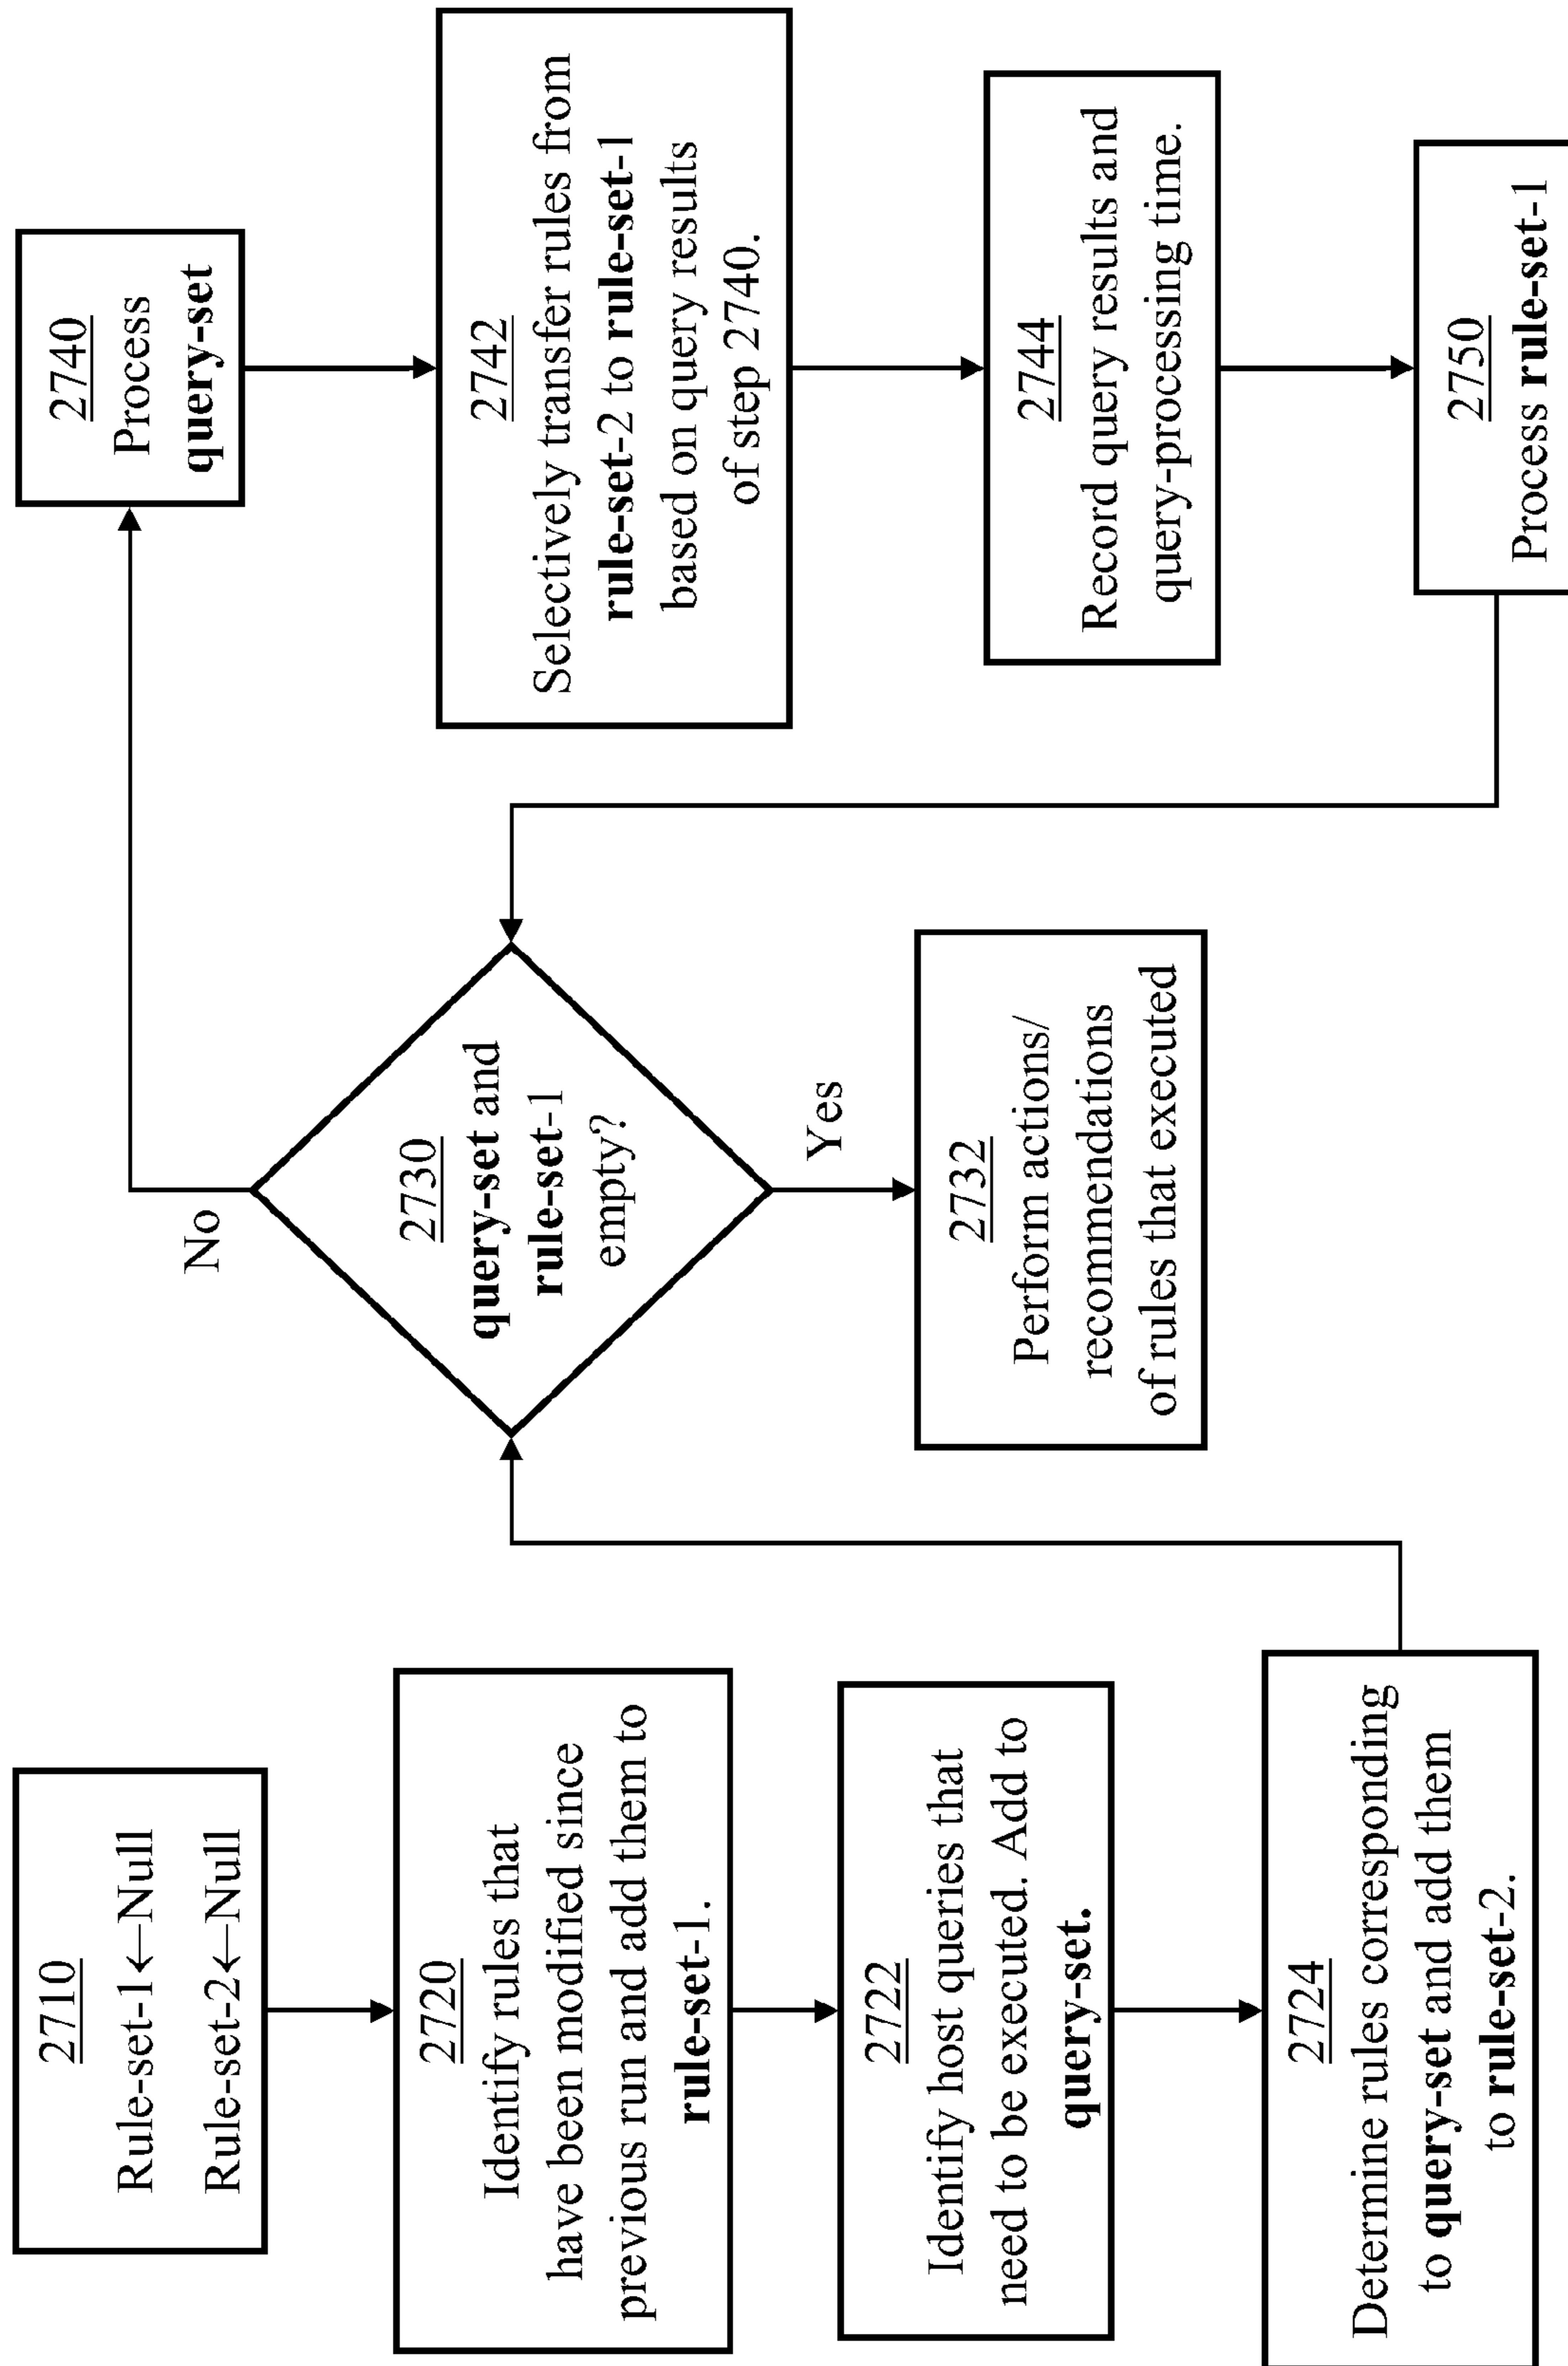 2710
Rule-set-1←Null
Rule-set-2←Null
2720
Identify rules that
have been modified since
previous run and add them to
rule-set-1.
2722
Identify host queries that
need to be executed. Add to
query-set.
2724
Determine rules corresponding
to query-set and add them
to rule-set-2.
No
2730
query-set and
rule-set-1
empty?
Yes
2732
Perform actions/
recommendations
of rules that executed
2740
Process
query-set
2742
Selectively transfer rules from
rule-set-2 to rule-set-1
based on query results
of step 2740.
2744
Record query results and
query-processing time.
2750
Process rule-set-1